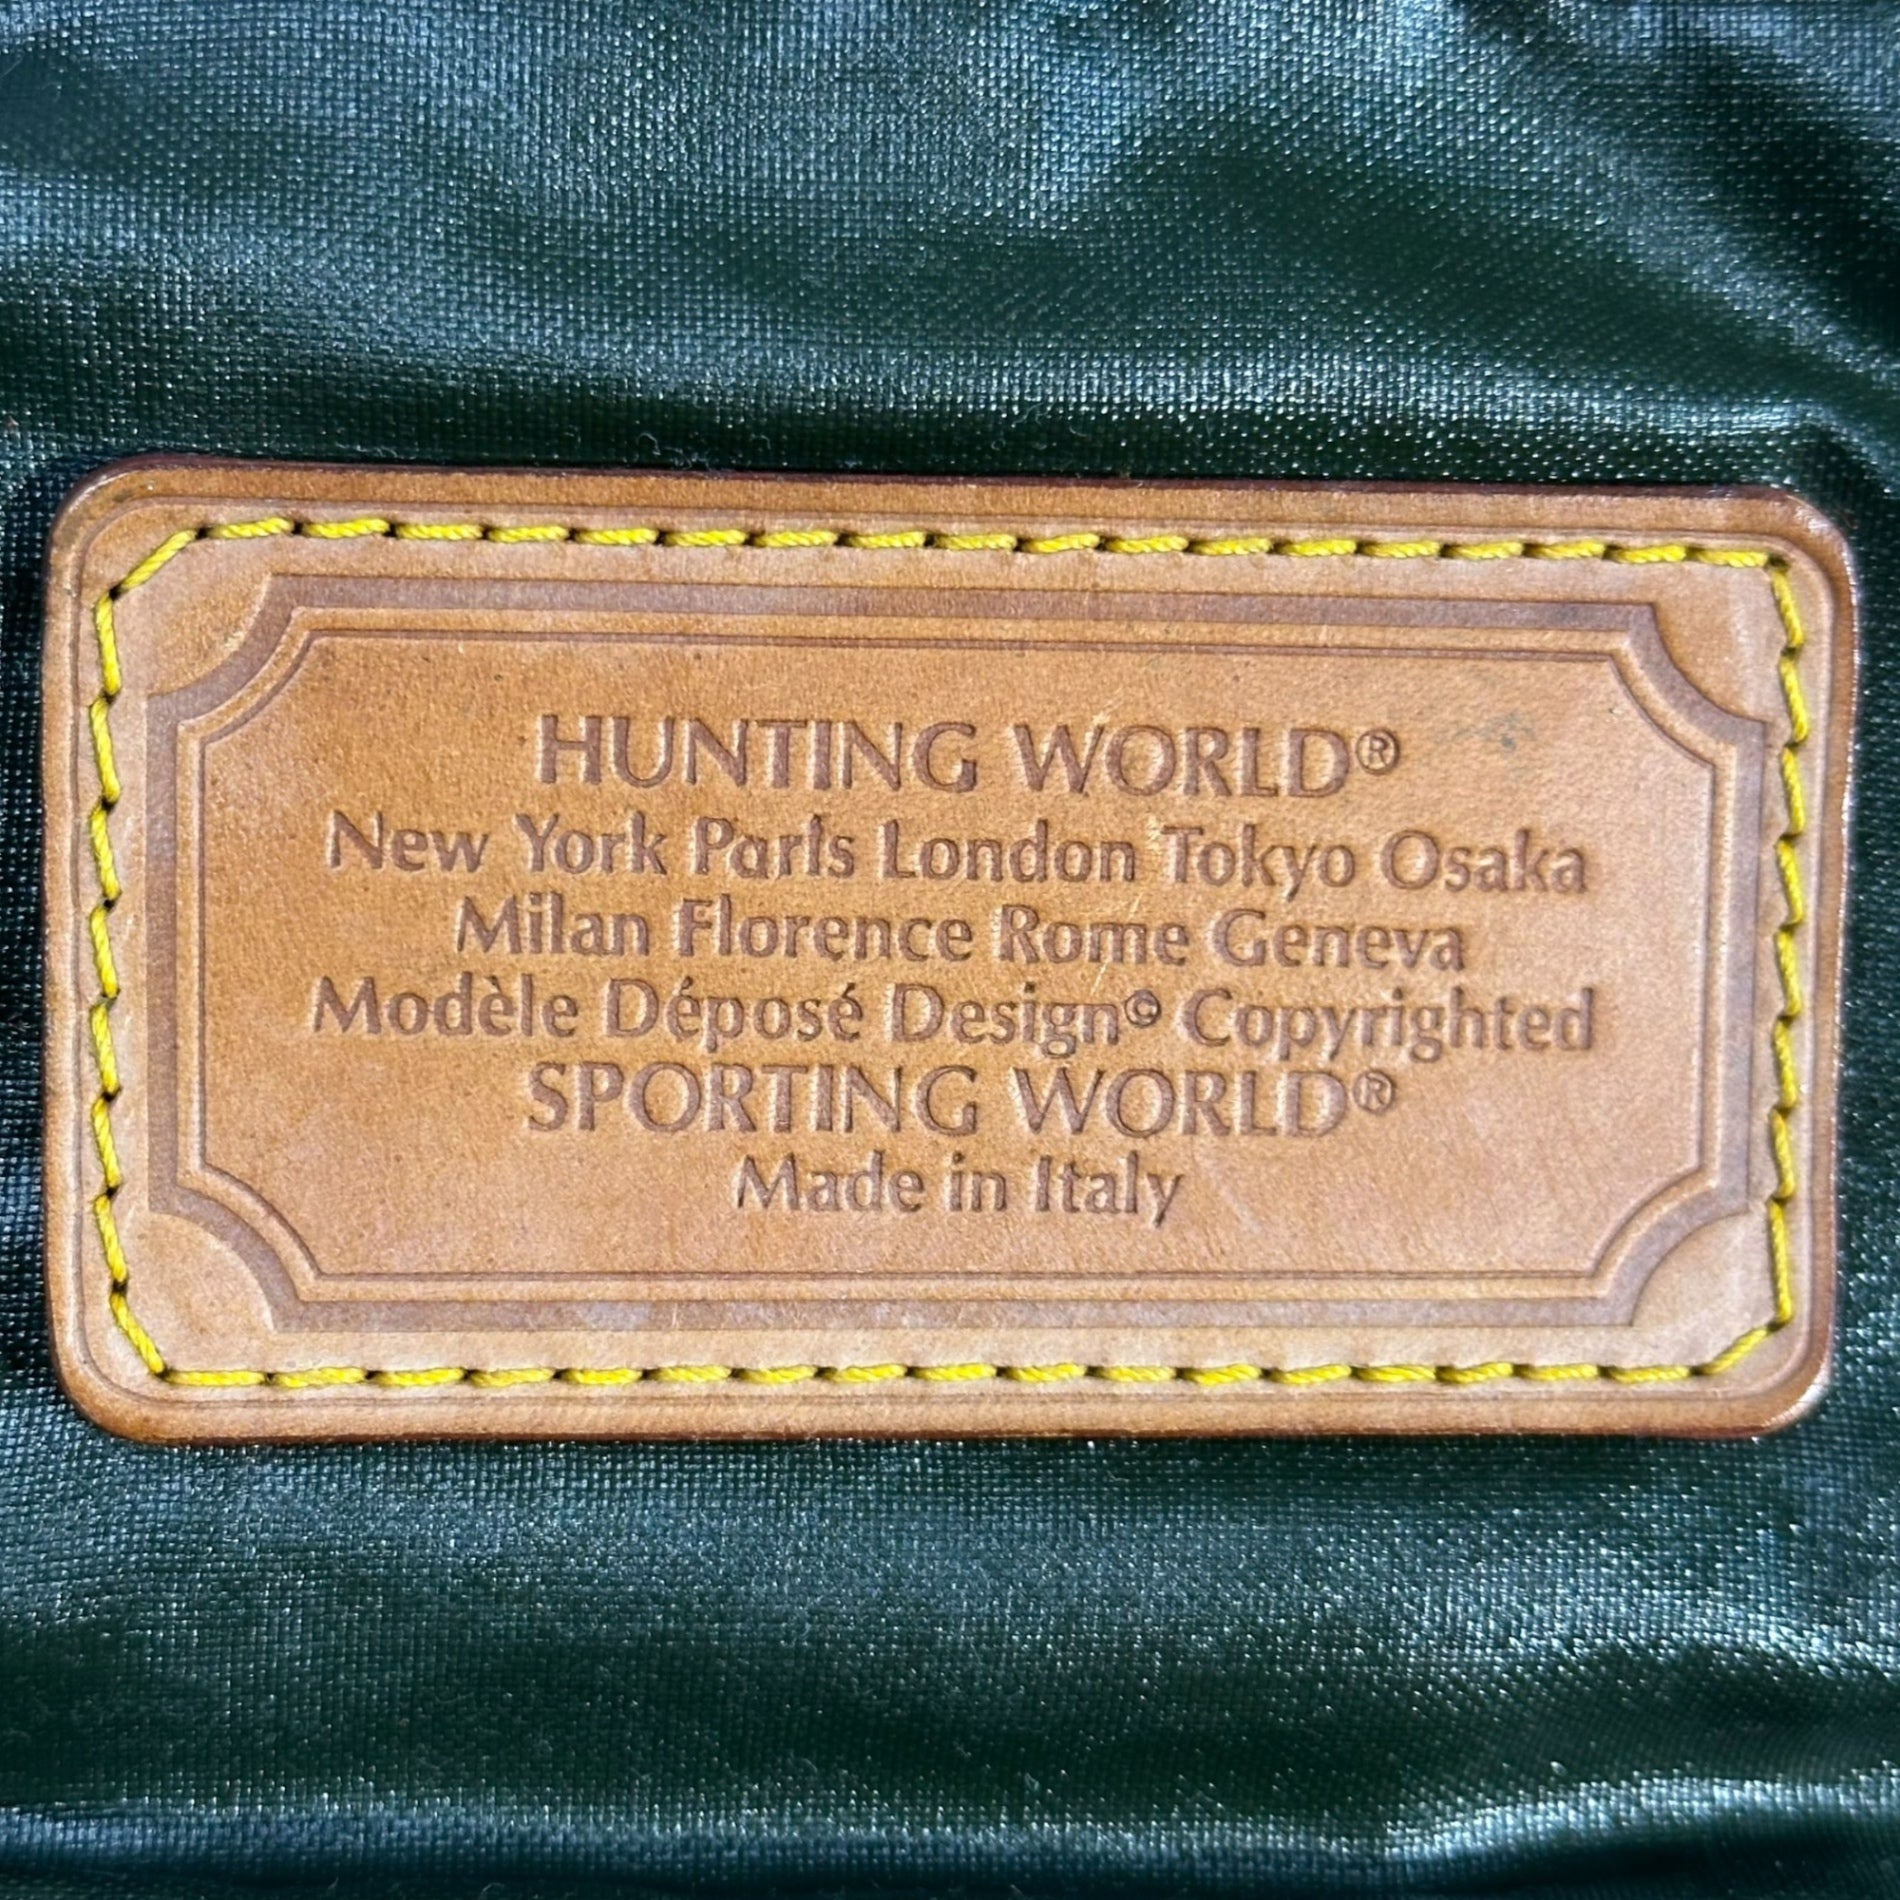 HUNTING WORLD®
New York Paris London Tokyo Osaka
Milan Florence Rome Geneva
Modèle Déposé Design© Copyrighted
SPORTING WORLD®
Made in Italy